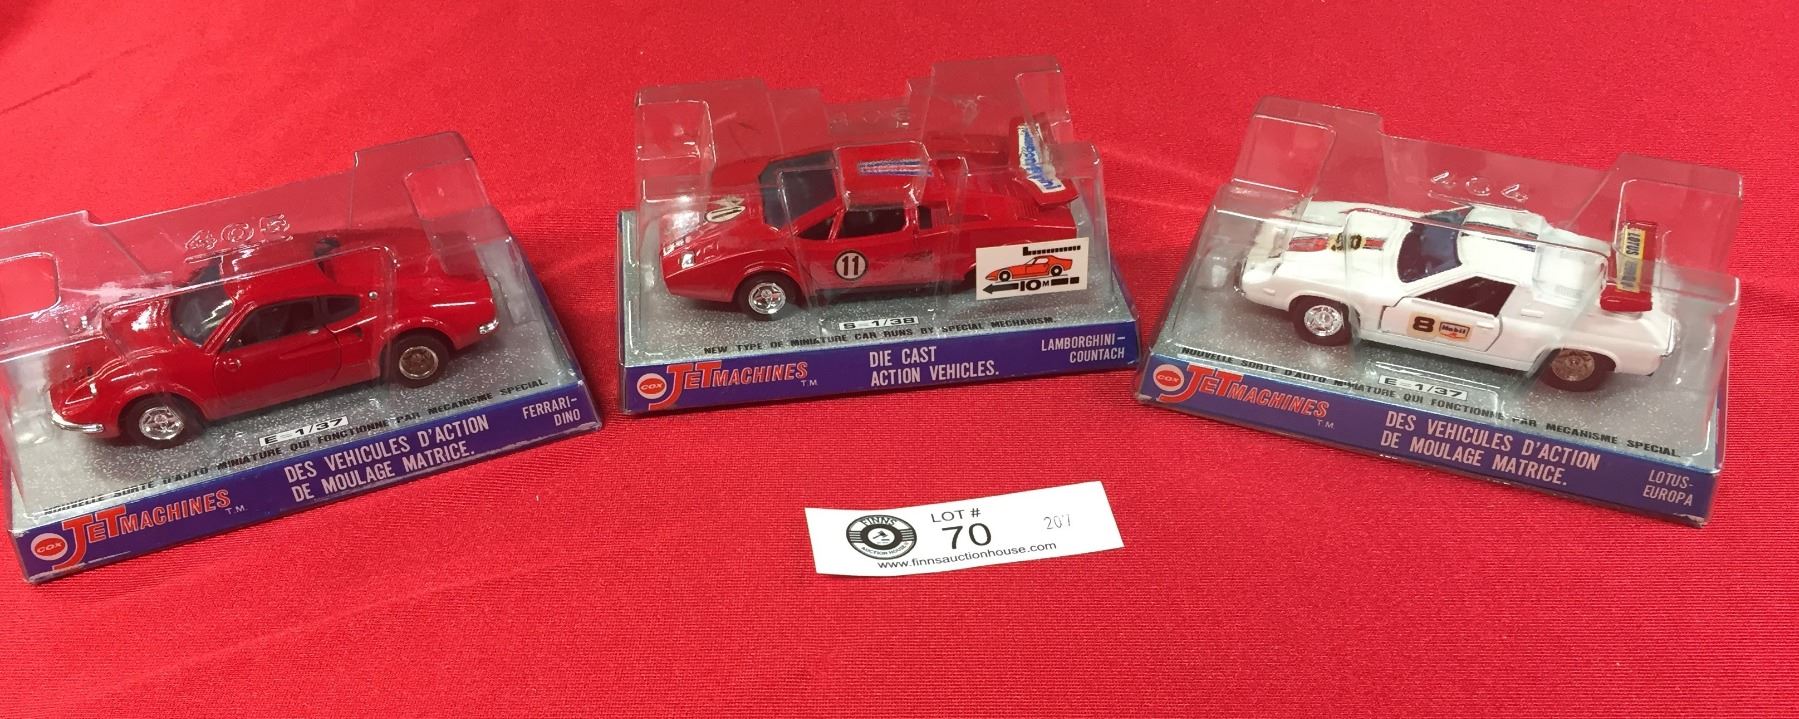 405
E-1/37
NOUVELLE SORTE D'AUTO MINIATURE QUI FONCTIONNE PAR MECANISME SPECIAL.
COX JETMACHINES T.M.
DES VEHICULES D'ACTION
DE MOULAGE MATRICE.
FERRARI-
DINO
11
10M
S-1/38
NEW TYPE OF MINIATURE CAR RUNS BY SPECIAL MECHANISM.
COX JETMACHINES T.M.
DIE CAST
ACTION VEHICLES.
LAMBORGHINI-
COUNTACH
404
LOTUS
8 Mobil
E-1/37
NOUVELLE SORTE D'AUTO MINIATURE QUI FONCTIONNE PAR MECANISME SPECIAL
COX JETMACHINES T.M.
DES VEHICULES D'ACTION
DE MOULAGE MATRICE.
LOTUS-
EUROPA
FINNS
AUCTION HOUSE
LOT #
70
207
www.finnsauctionhouse.com